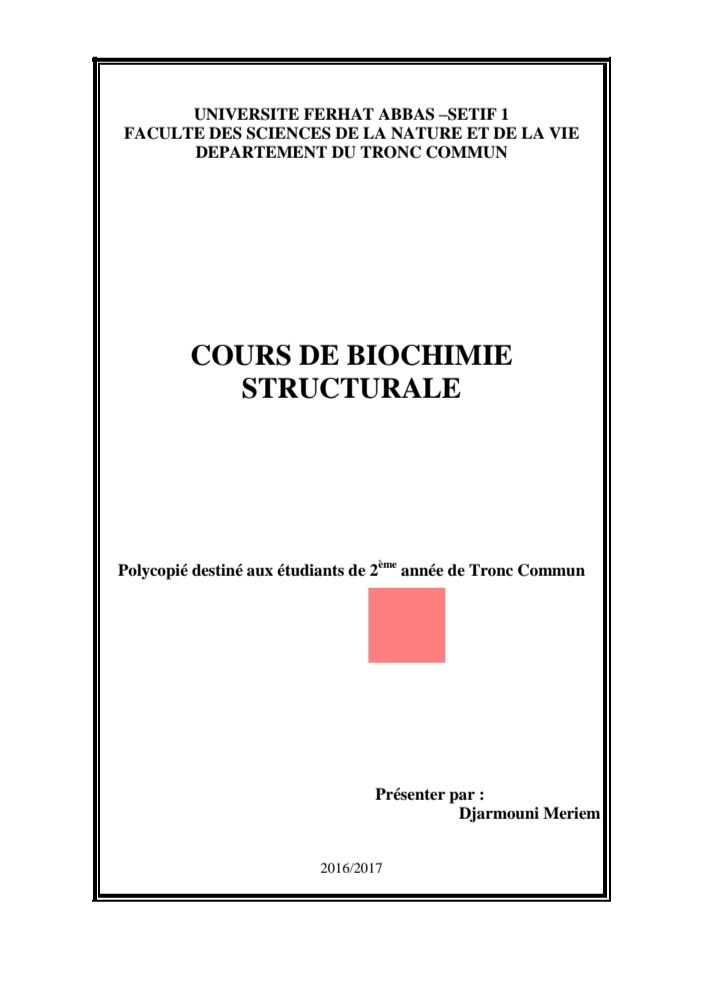 UNIVERSITE FERHAT ABBAS –SETIF 1
FACULTE DES SCIENCES DE LA NATURE ET DE LA VIE
DEPARTEMENT DU TRONC COMMUN
COURS DE BIOCHIMIE
STRUCTURALE
Polycopié destiné aux étudiants de 2ème année de Tronc Commun
Présenter par :
Djarmouni Meriem
2016/2017